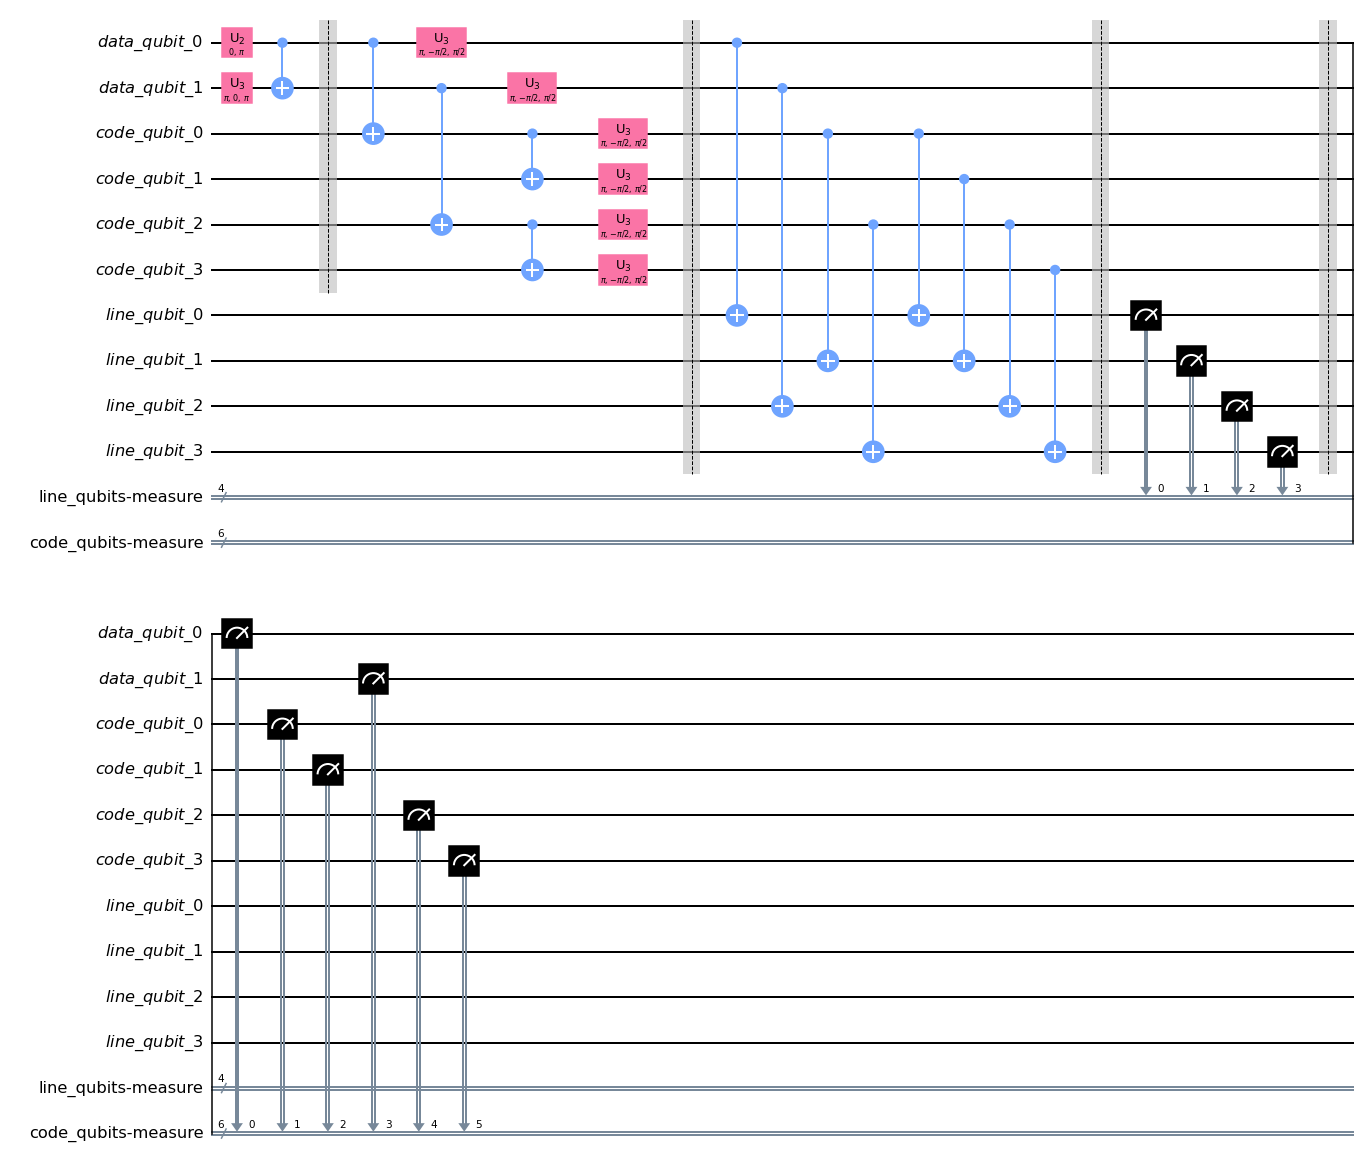 data_qubit_0 U2 0, π U3 π, −π/2, π/2
data_qubit_1 U3 π, 0, π U3 π, −π/2, π/2
code_qubit_0 U3 π, −π/2, π/2
code_qubit_1 U3 π, −π/2, π/2
code_qubit_2 U3 π, −π/2, π/2
code_qubit_3 U3 π, −π/2, π/2
line_qubit_0
line_qubit_1
line_qubit_2
line_qubit_3
line_qubits-measure 4 0 1 2 3
code_qubits-measure 6
data_qubit_0
data_qubit_1
code_qubit_0
code_qubit_1
code_qubit_2
code_qubit_3
line_qubit_0
line_qubit_1
line_qubit_2
line_qubit_3
line_qubits-measure 4
code_qubits-measure 6 0 1 2 3 4 5